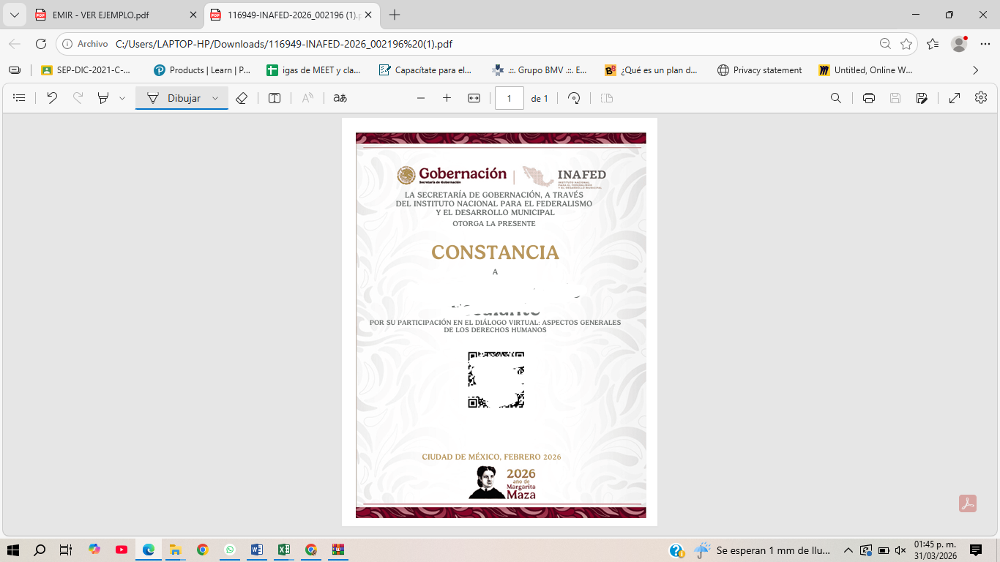 EMIR - VER EJEMPLO.pdf
116949-INAFED-2026_002196 (1).p
Archivo
C:/Users/LAPTOP-HP/Downloads/116949-INAFED-2026_002196%20(1).pdf
SEP-DIC-2021-C-...
Products | Learn | P...
igas de MEET y cla...
Capacítate para el...
.::. Grupo BMV .::. E...
¿Qué es un plan d...
Privacy statement
Untitled, Online W...
Dibujar
1
de 1
Gobernación
Secretaría de Gobernación
INAFED
INSTITUTO NACIONAL
PARA EL FEDERALISMO
Y EL DESARROLLO MUNICIPAL
LA SECRETARÍA DE GOBERNACIÓN, A TRAVÉS
DEL INSTITUTO NACIONAL PARA EL FEDERALISMO
Y EL DESARROLLO MUNICIPAL
OTORGA LA PRESENTE
CONSTANCIA
A
POR SU PARTICIPACIÓN EN EL DIÁLOGO VIRTUAL: ASPECTOS GENERALES
DE LOS DERECHOS HUMANOS
CIUDAD DE MÉXICO, FEBRERO 2026
2026
año de
Margarita
Maza
Se esperan 1 mm de llu...
01:45 p. m.
31/03/2026